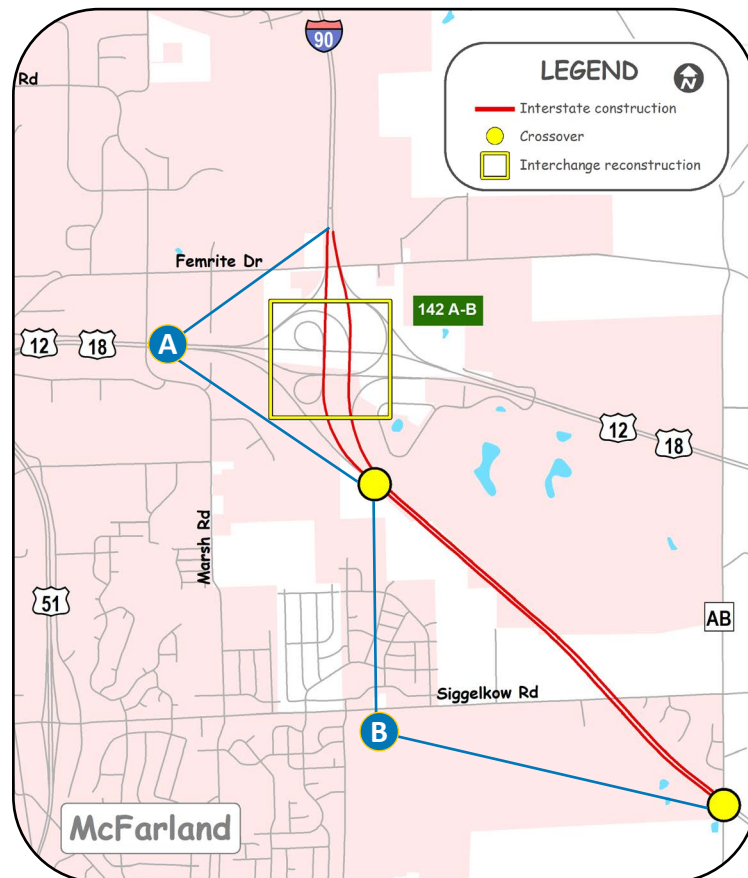 90
Rd
LEGEND
N
Interstate construction
Crossover
Interchange reconstruction
Femrite Dr
142 A-B
A
12
18
12
18
Marsh Rd
51
AB
Siggelkow Rd
B
McFarland